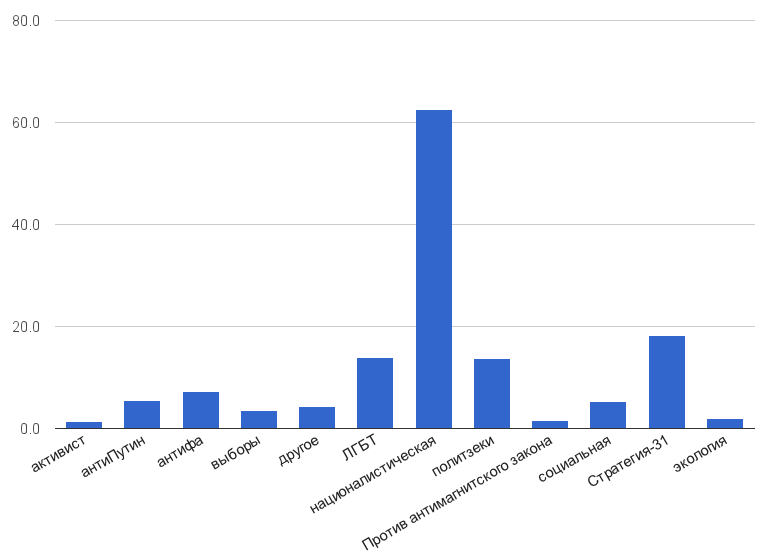 80.0
60.0
40.0
20.0
0.0
активист
антиПутин
антифа
выборы
другое
ЛГБТ
националистическая
политзеки
Против антимагнитского закона
социальная
Стратегия-31
экология